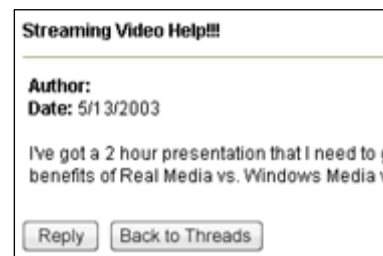 Streaming Video Help!!!
Author:
Date: 5/13/2003
I've got a 2 hour presentation that I need to
benefits of Real Media vs. Windows Media
Reply
Back to Threads